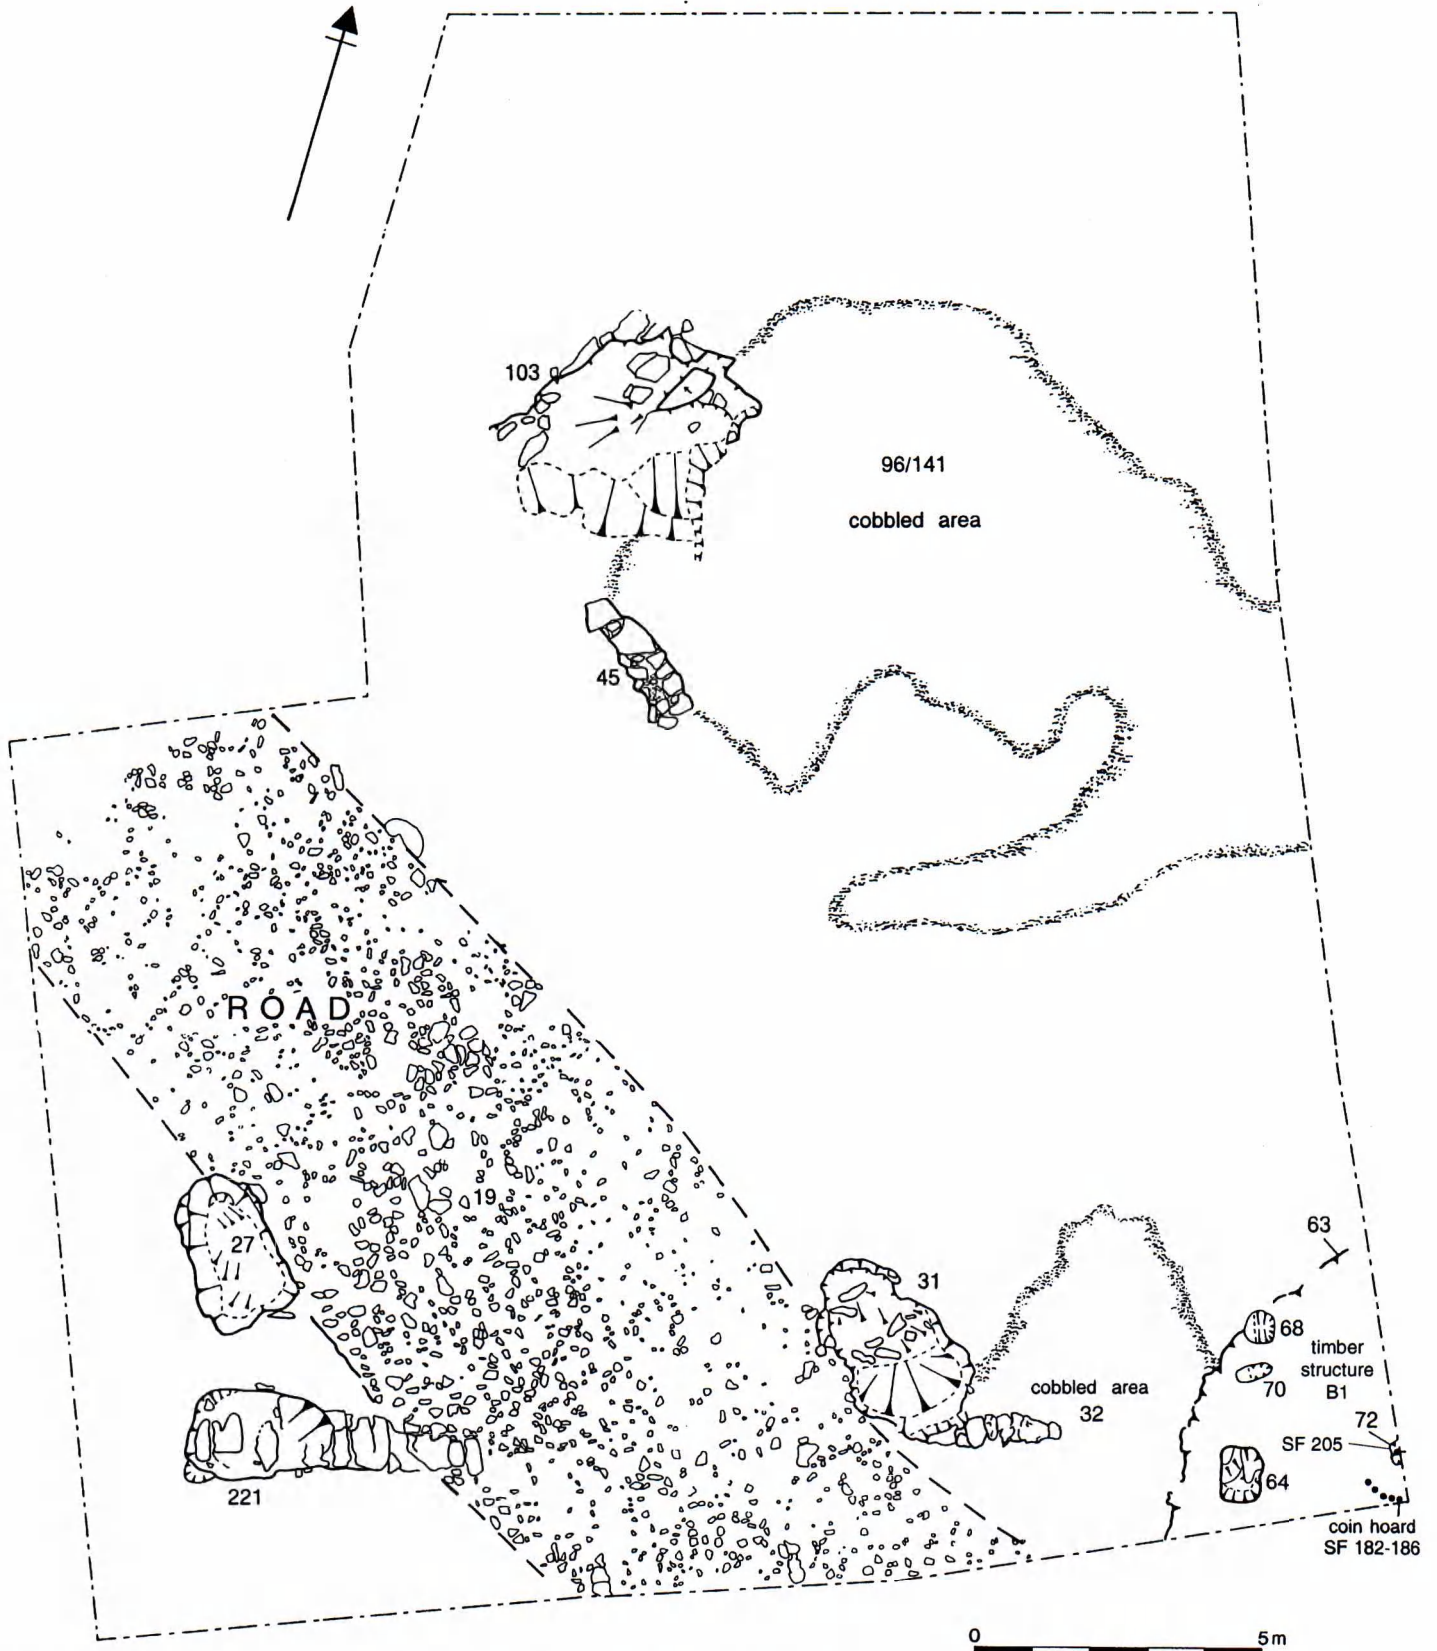 103
96/141
cobbled area
45
ROAD
19
27
63
31
68
timber
structure
B1
70
cobbled area
32
72
SF 205
64
221
coin hoard
SF 182-186
0 5m